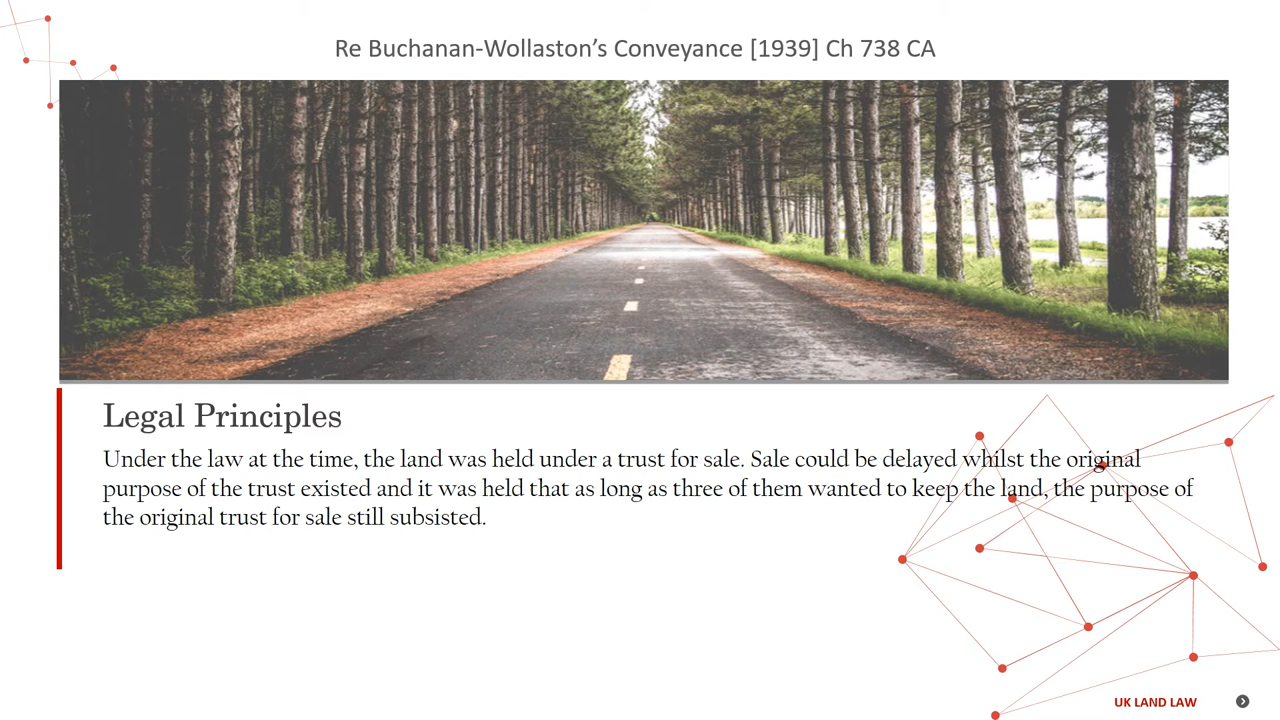 Re Buchanan-Wollaston’s Conveyance [1939] Ch 738 CA
Legal Principles
Under the law at the time, the land was held under a trust for sale. Sale could be delayed whilst the original
purpose of the trust existed and it was held that as long as three of them wanted to keep the land, the purpose of
the original trust for sale still subsisted.
UK LAND LAW